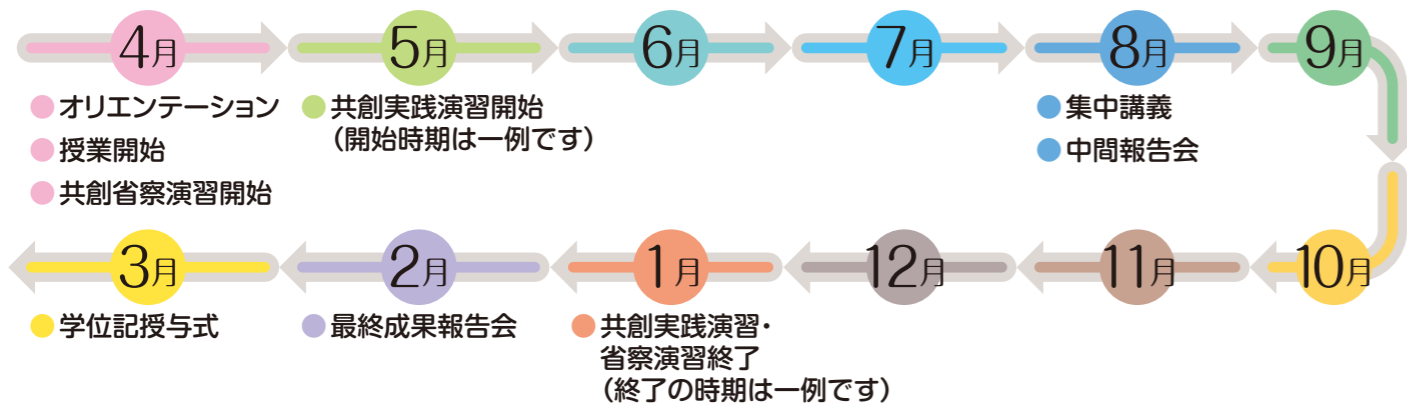 4月
オリエンテーション
授業開始
共創省察演習開始
5月
共創実践演習開始
(開始時期は一例です)
6月
7月
8月
集中講義
中間報告会
9月
10月
11月
12月
1月
共創実践演習・
省察演習終了
(終了の時期は一例です)
2月
最終成果報告会
3月
学位記授与式